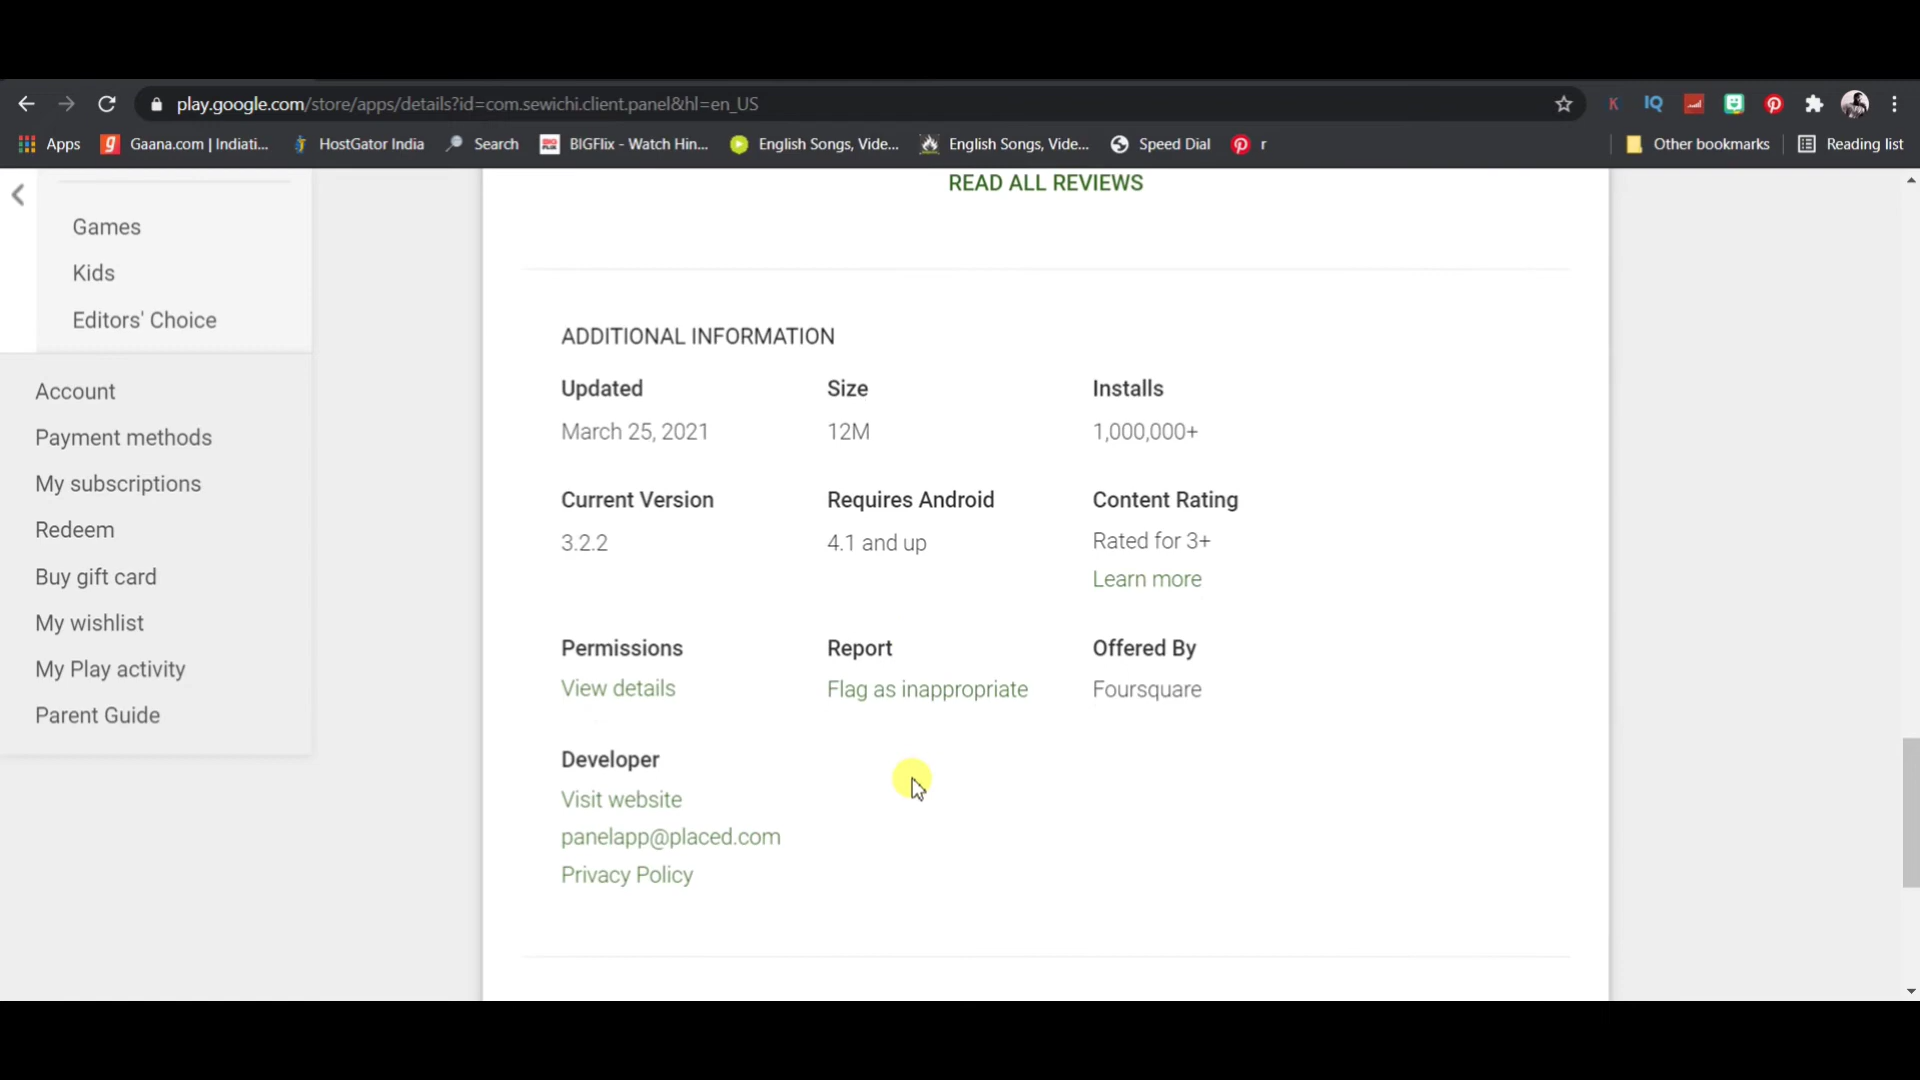 play.google.com/store/apps/details?id=com.sewichi.client.panel&hl=en_US
K IQ
Apps g Gaana.com | Indiati... HostGator India Search BIGFlix - Watch Hin... English Songs, Vide... English Songs, Vide... Speed Dial r Other bookmarks Reading list
Games
Kids
Editors' Choice
Account
Payment methods
My subscriptions
Redeem
Buy gift card
My wishlist
My Play activity
Parent Guide
READ ALL REVIEWS
ADDITIONAL INFORMATION
Updated Size Installs
March 25, 2021 12M 1,000,000+
Current Version Requires Android Content Rating
3.2.2 4.1 and up Rated for 3+
Learn more
Permissions Report Offered By
View details Flag as inappropriate Foursquare
Developer
Visit website
panelapp@placed.com
Privacy Policy